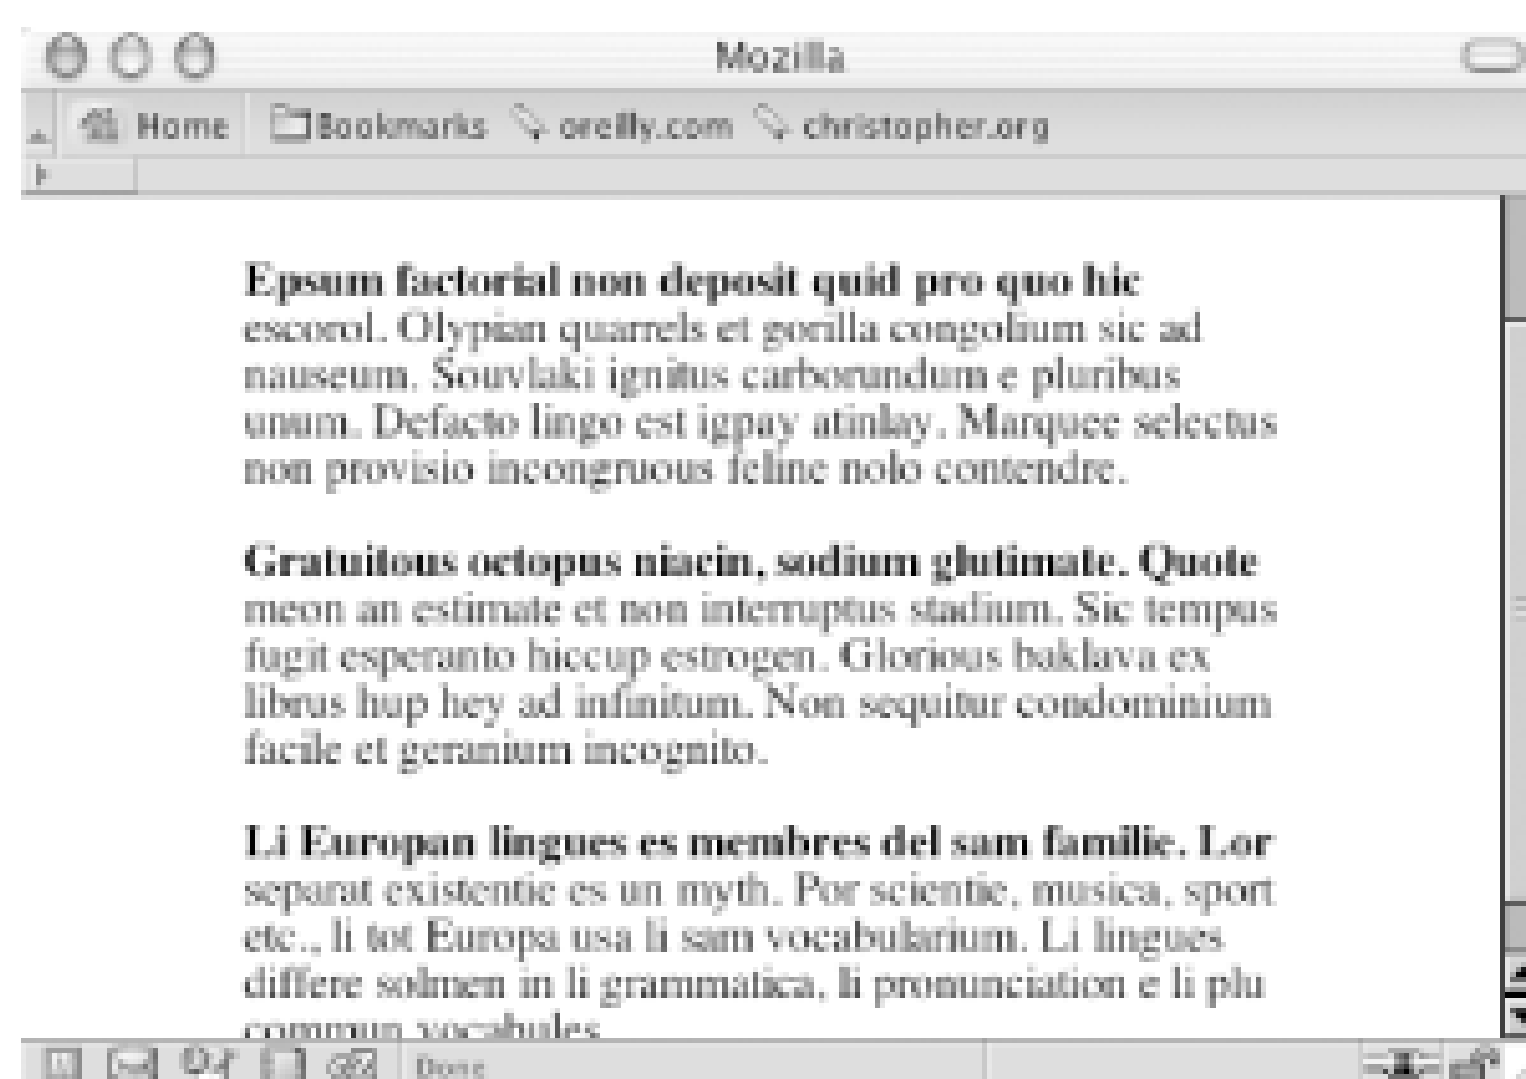 Mozilla
Home Bookmarks oreilly.com christopher.org
Epsum factorial non deposit quid pro quo hic
escorol. Olypian quarrels et gorilla congolium sic ad
nauseum. Souvlaki ignitus carborundum e pluribus
unum. Defacto lingo est igpay atinlay. Marquee selectus
non provisio incongruous feline nolo contendre.
Gratuitous octopus niacin, sodium glutimate. Quote
meon an estimate et non interruptus stadium. Sic tempus
fugit esperanto hiccup estrogen. Glorious baklava ex
librus hup hey ad infinitum. Non sequitur condominium
facile et geranium incognito.
Li Europan lingues es membres del sam familie. Lor
separat existentie es un myth. Por scientie, musica, sport
etc., li tot Europa usa li sam vocabularium. Li lingues
differe solmen in li grammatica, li pronunciation e li plu
commun vocabules
Done